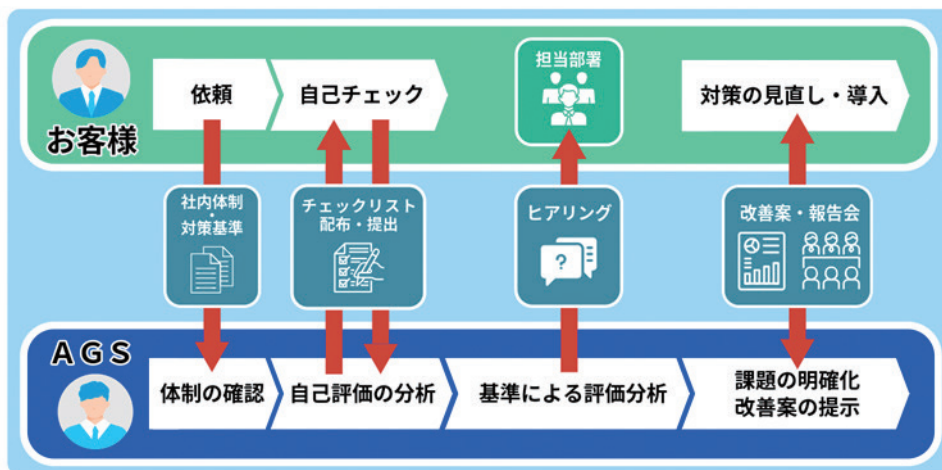 お客様
依頼
自己チェック
担当部署
対策の見直し・導入
社内体制
・
対策基準
チェックリスト
配布・提出
ヒアリング
?
改善案・報告会
AGS
体制の確認
自己評価の分析
基準による評価分析
課題の明確化
改善案の提示